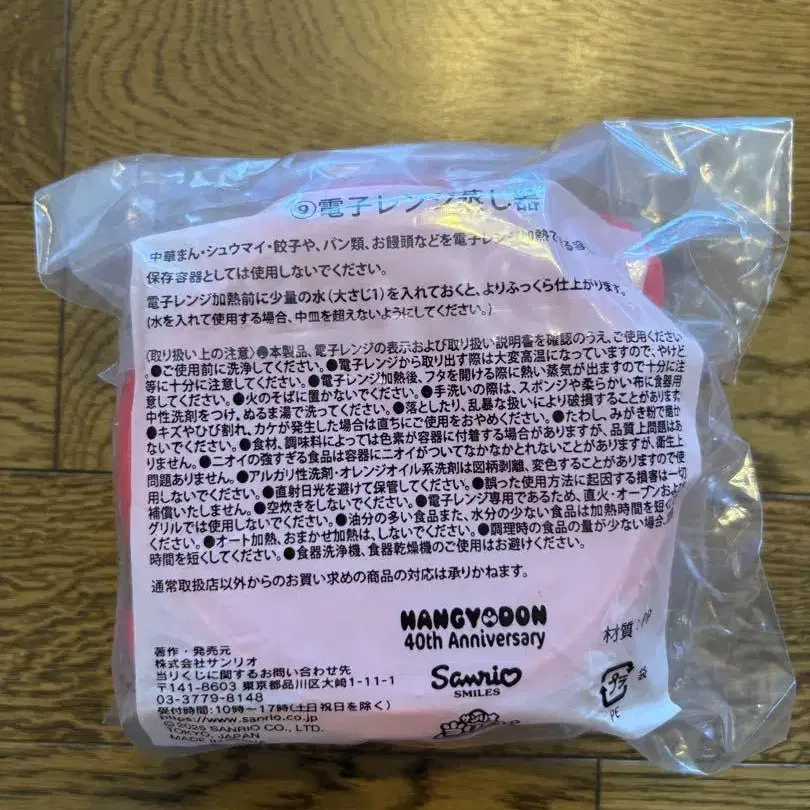 ⑨電子レンジ蒸し器
中華まん・シュウマイ・餃子や、パン類、お饅頭などを電子レンジ加熱で
保存容器としては使用しないでください。
電子レンジ加熱前に少量の水(大さじ1)を入れておくと、よりふっくら仕上がります。
(水を入れて使用する場合、中皿を超えないようにしてください。)
〈取り扱い上の注意〉●本製品、電子レンジの表示および取り扱い説明書を確認のうえ、ご使用ください
●ご使用前に洗浄してください。●電子レンジから取り出す際は大変高温になっていますので、やけど
等に十分に注意してください。●電子レンジ加熱後、フタを開ける際に熱い蒸気が出ますので十分に注
意してください。●火のそばに置かないでください。●手洗いの際は、スポンジや柔らかい布に食器用
中性洗剤をつけ、ぬるま湯で洗ってください。●落としたり、乱暴な扱いにより破損することがあります
●キズやひび割れ、カケが発生した場合は直ちにご使用をおやめください。●たわし、みがき粉で磨か
ないでください。●食材、調味料によっては色素が容器に付着する場合がありますが、品質上問題はあ
りません。●ニオイの強すぎる食品は容器にニオイがついてなかなかとれないことがありますが、衛生上
問題ありません。●アルカリ性洗剤・オレンジオイル系洗剤は図柄剥離、変色することがありますので使
用しないでください。●直射日光を避けて保管してください。●誤った使用方法に起因する損害は一切
補償いたしません。●空炊きをしないでください。●電子レンジ専用であるため、直火・オーブンおよび
グリルでは使用しないでください。●油分の多い食品また、水分の少ない食品は加熱時間を短く
ください。●オート加熱、おまかせ加熱は、しないでください。●調理時の食品の量が少ない場合、
時間を短くしてください。●食器洗浄機、食器乾燥機のご使用はお避けください。
通常取扱店以外からのお買い求めの商品の対応は承りかねます。
HANGYODON
40th Anniversary
材質:PP
著作・発売元
株式会社サンリオ
当りくじに関するお問い合わせ先
〒141-8603 東京都品川区大崎1-11-1
03-3779-8148
受付時間:10時〜17時(土日祝日を除く)
https://www.sanrio.co.jp
© 2025 SANRIO CO., LTD.
TOKYO, JAPAN
MADE IN
Sanrio
SMILES
プラ
PE
袋